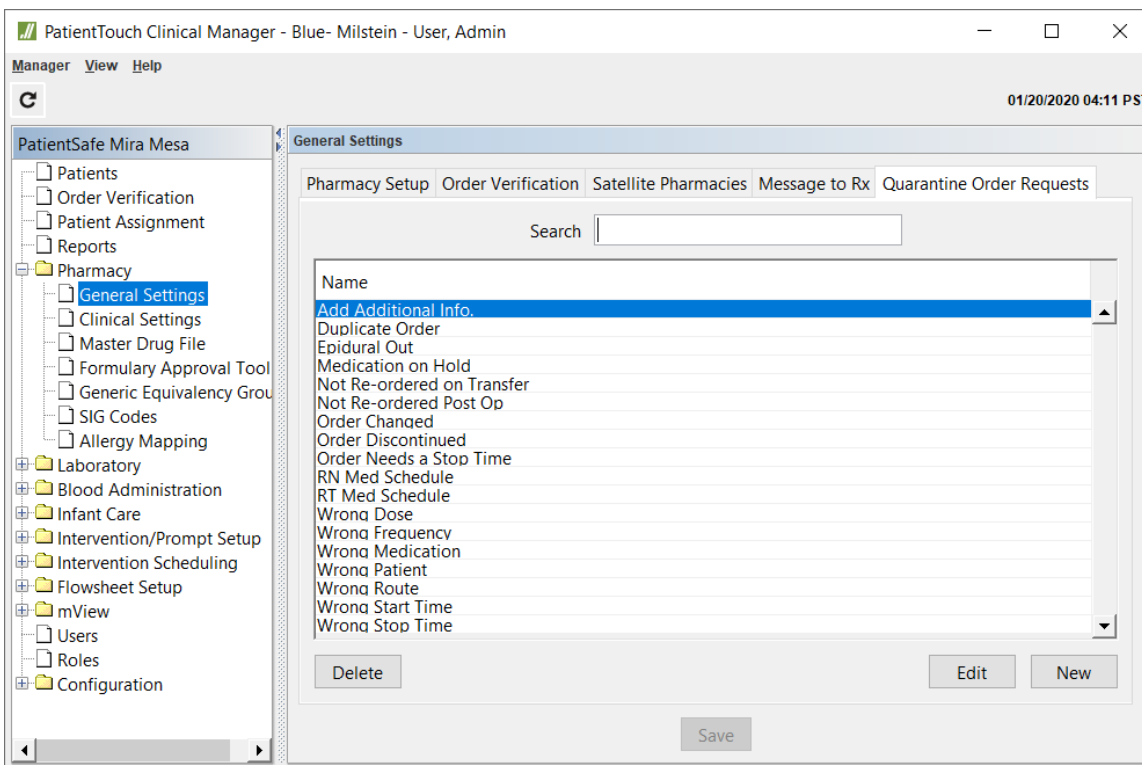 PatientTouch Clinical Manager - Blue- Milstein - User, Admin
Manager View Help
01/20/2020 04:11 PS
PatientSafe Mira Mesa
Patients
Order Verification
Patient Assignment
Reports
Pharmacy
General Settings
Clinical Settings
Master Drug File
Formulary Approval Tool
Generic Equivalency Grou
SIG Codes
Allergy Mapping
Laboratory
Blood Administration
Infant Care
Intervention/Prompt Setup
Intervention Scheduling
Flowsheet Setup
mView
Users
Roles
Configuration
General Settings
Pharmacy Setup Order Verification Satellite Pharmacies Message to Rx Quarantine Order Requests
Search
Name
Add Additional Info.
Duplicate Order
Epidural Out
Medication on Hold
Not Re-ordered on Transfer
Not Re-ordered Post Op
Order Changed
Order Discontinued
Order Needs a Stop Time
RN Med Schedule
RT Med Schedule
Wrong Dose
Wrong Frequency
Wrong Medication
Wrong Patient
Wrong Route
Wrong Start Time
Wrong Stop Time
Delete Edit New
Save